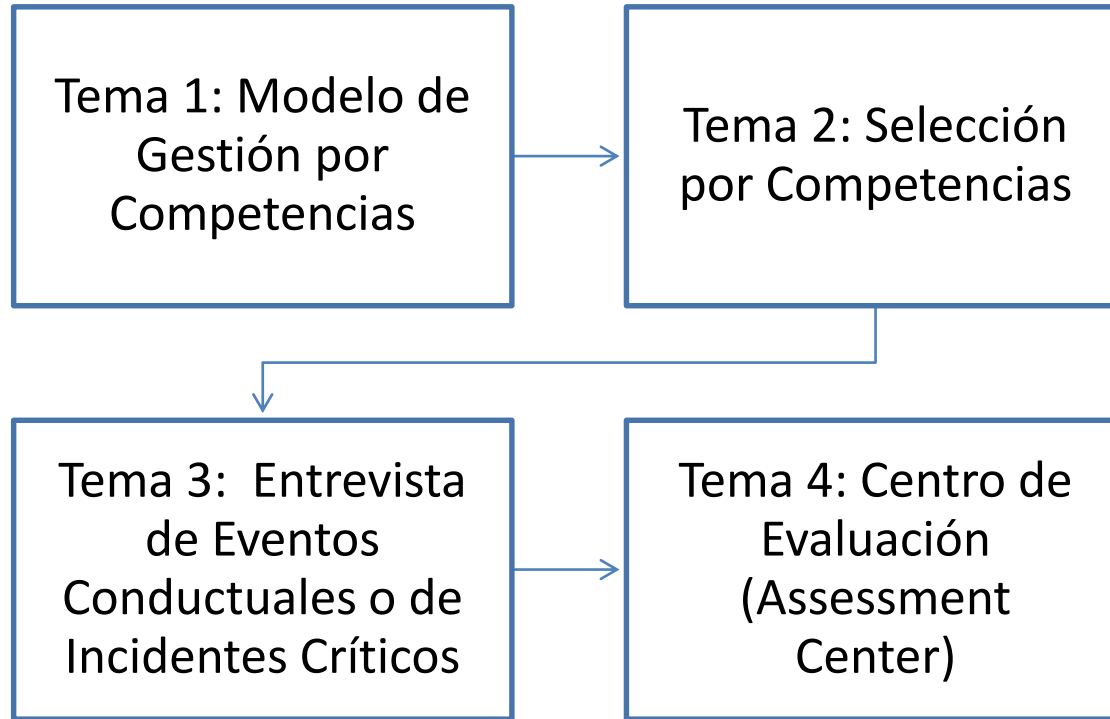 Tema 1: Modelo de
Gestión por
Competencias
Tema 2: Selección
por Competencias
Tema 3:  Entrevista
de Eventos
Conductuales o de
Incidentes Críticos
Tema 4: Centro de
Evaluación
(Assessment
Center)